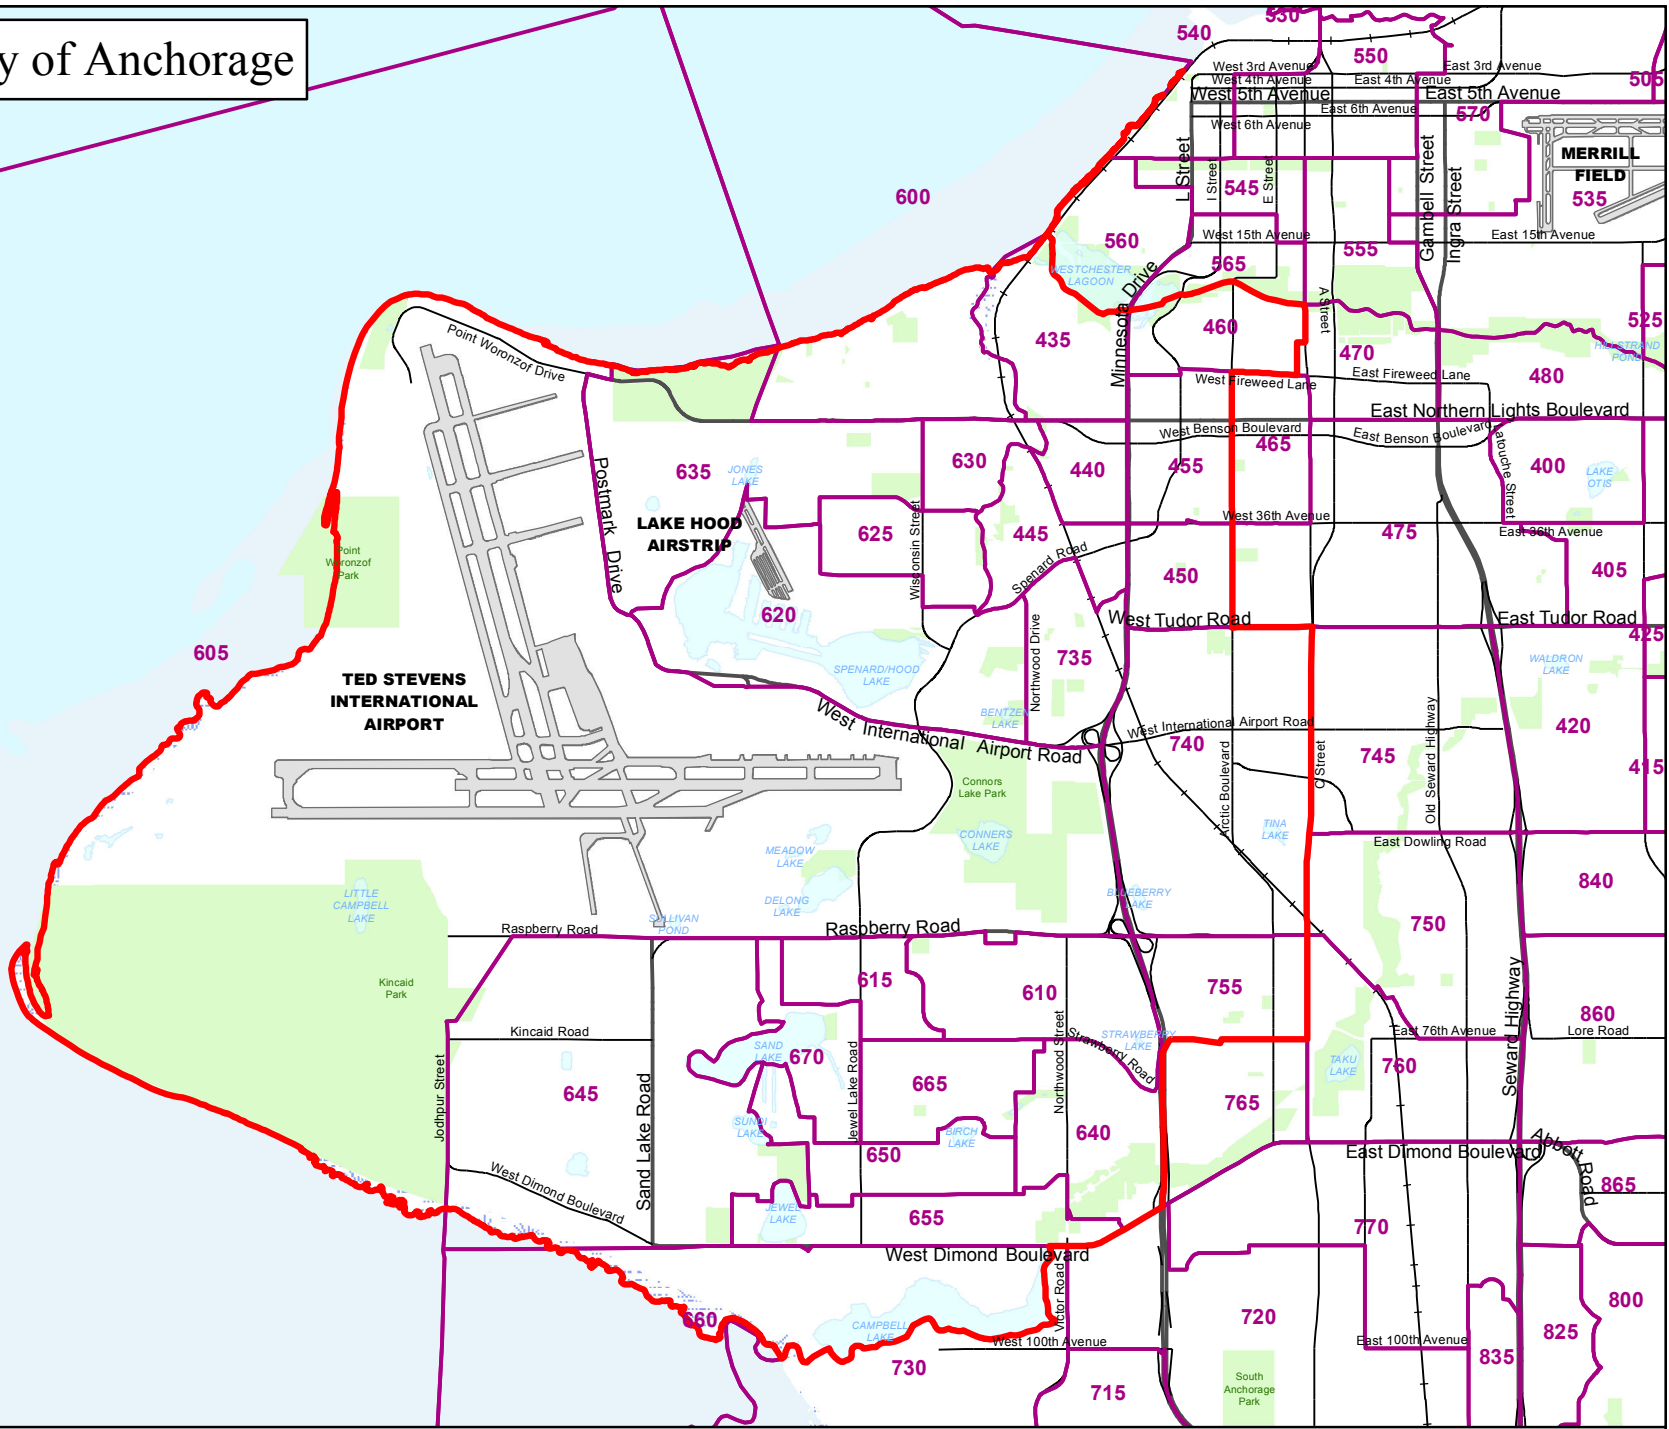 y of Anchorage
530
540
550
West 3rd Avenue
East 3rd Avenue
West 4th Avenue
East 4th Avenue
505
West 5th Avenue
East 5th Avenue
East 6th Avenue
570
West 6th Avenue
MERRILL
FIELD
535
L Street
I Street
E Street
545
Gambell Street
Ingra Street
600
560
West 15th Avenue
East 15th Avenue
555
565
WESTCHESTER
LAGOON
Minnesota Drive
A Street
525
460
435
470
HILLSTRAND
POND
480
Point Woronzof Drive
West Fireweed Lane
East Fireweed Lane
East Northern Lights Boulevard
West Benson Boulevard
East Benson Boulevard
Latouche Street
465
455
440
630
635
JONES
LAKE
400
LAKE
OTIS
Postmark Drive
LAKE HOOD
AIRSTRIP
625
Wisconsin Street
445
West 36th Avenue
475
East 36th Avenue
Point
Woronzof
Park
Spenard Road
450
405
620
West Tudor Road
East Tudor Road
425
605
Northwood Drive
735
SPENARD/HOOD
LAKE
WALDRON
LAKE
TED STEVENS
INTERNATIONAL
AIRPORT
BENTZEN
LAKE
West International Airport Road
West International Airport Road
740
745
420
415
Old Seward Highway
Arctic Boulevard
C Street
Connors
Lake Park
CONNERS
LAKE
TINA
LAKE
East Dowling Road
MEADOW
LAKE
DELONG
LAKE
LITTLE
CAMPBELL
LAKE
BLUEBERRY
LAKE
840
750
SULLIVAN
POND
Raspberry Road
Raspberry Road
Kincaid
Park
615
610
755
860
Seward Highway
Kincaid Road
East 76th Avenue
Lore Road
STRAWBERRY
LAKE
Strawberry Road
Northwood Street
SAND
LAKE
670
Jewel Lake Road
665
TAKU
LAKE
760
Jodhpur Street
645
Sand Lake Road
765
SUNDI
LAKE
BIRCH
LAKE
640
650
East Dimond Boulevard
Abbott Road
865
West Dimond Boulevard
JEWEL
LAKE
655
770
West Dimond Boulevard
Victor Road
660
CAMPBELL
LAKE
720
800
825
West 100th Avenue
East 100th Avenue
835
730
715
South
Anchorage
Park